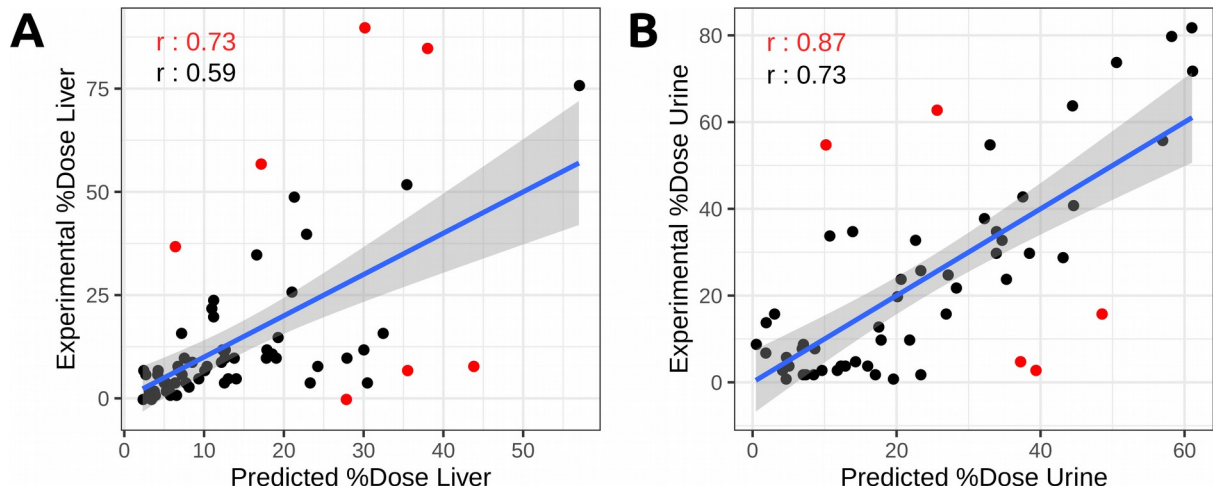 A
r : 0.73
r : 0.59
Experimental %Dose Liver
75
50
25
0
0 10 20 30 40 50
Predicted %Dose Liver
B
r : 0.87
r : 0.73
Experimental %Dose Urine
80
60
40
20
0
0 20 40 60
Predicted %Dose Urine